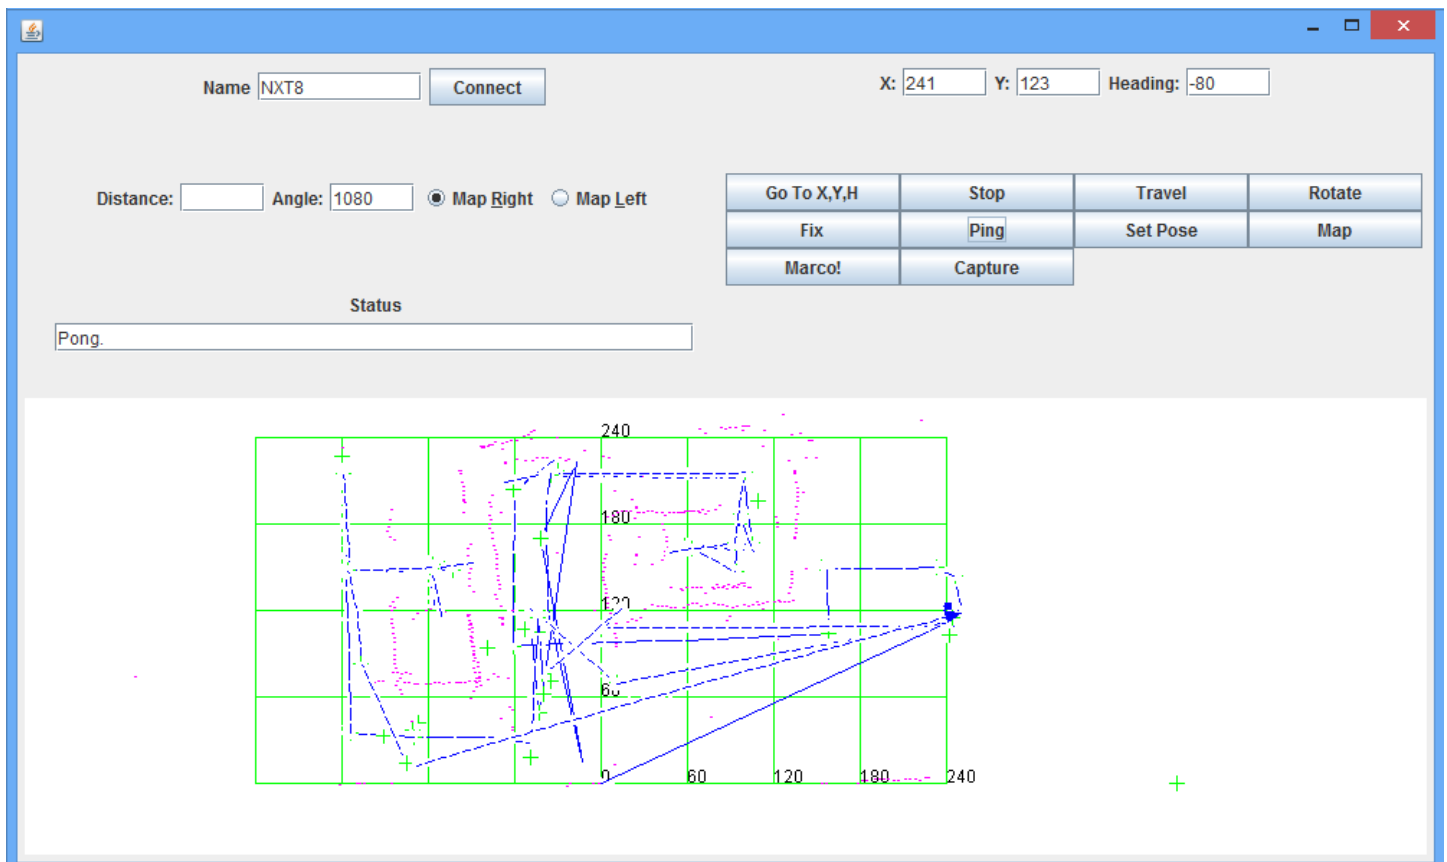 Name NXT8 Connect X: 241 Y: 123 Heading: -80
Distance: Angle: 1080 Map Right Map Left
Go To X,Y,H Stop Travel Rotate
Fix Ping Set Pose Map
Marco! Capture
Status
Pong.
240
180
120
60
0 60 120 180 240